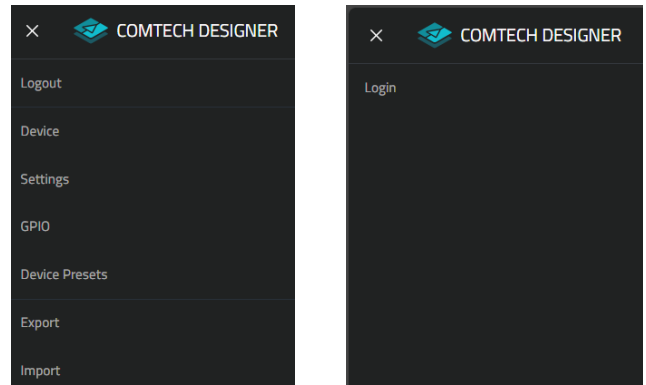 COMTECH DESIGNER
Logout
Device
Settings
GPIO
Device Presets
Export
Import
COMTECH DESIGNER
Login